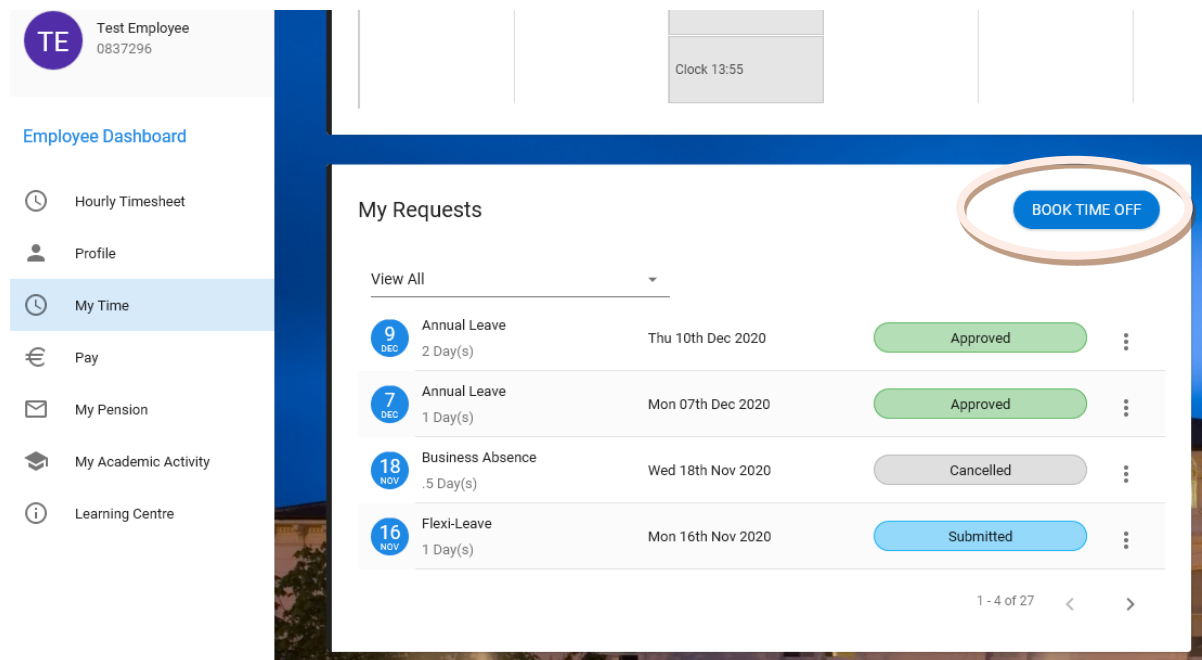 TE
Test Employee
0837296
Employee Dashboard
Hourly Timesheet
Profile
My Time
Pay
My Pension
My Academic Activity
Learning Centre
Clock 13:55
My Requests
BOOK TIME OFF
View All
9 DEC
Annual Leave
2 Day(s)
Thu 10th Dec 2020
Approved
7 DEC
Annual Leave
1 Day(s)
Mon 07th Dec 2020
Approved
18 NOV
Business Absence
.5 Day(s)
Wed 18th Nov 2020
Cancelled
16 NOV
Flexi-Leave
1 Day(s)
Mon 16th Nov 2020
Submitted
1 - 4 of 27